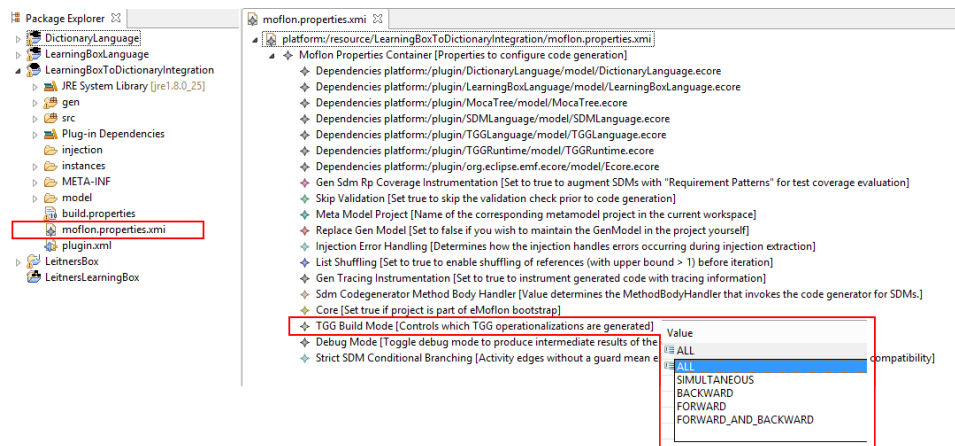 Package Explorer
DictionaryLanguage
LearningBoxLanguage
LearningBoxToDictionaryIntegration
JRE System Library [jre1.8.0_25]
gen
src
Plug-in Dependencies
injection
instances
META-INF
model
build.properties
moflon.properties.xmi
plugin.xml
LeitnersBox
LeitnersLearningBox
moflon.properties.xmi
platform:/resource/LearningBoxToDictionaryIntegration/moflon.properties.xmi
Moflon Properties Container [Properties to configure code generation]
Dependencies platform:/plugin/DictionaryLanguage/model/DictionaryLanguage.ecore
Dependencies platform:/plugin/LearningBoxLanguage/model/LearningBoxLanguage.ecore
Dependencies platform:/plugin/MocaTree/model/MocaTree.ecore
Dependencies platform:/plugin/SDMLanguage/model/SDMLanguage.ecore
Dependencies platform:/plugin/TGGLanguage/model/TGGLanguage.ecore
Dependencies platform:/plugin/TGGRuntime/model/TGGRuntime.ecore
Dependencies platform:/plugin/org.eclipse.emf.ecore/model/Ecore.ecore
Gen Sdm Rp Coverage Instrumentation [Set to true to augment SDMs with "Requirement Patterns" for test coverage evaluation]
Skip Validation [Set to true to skip the validation check prior to code generation]
Meta Model Project [Name of the corresponding metamodel project in the current workspace]
Replace Gen Model [Set to false if you wish to maintain the GenModel in the project yourself]
Injection Error Handling [Determines how the injection handles errors occurring during injection extraction]
List Shuffling [Set to true to enable shuffling of references (with upper bound > 1) before iteration]
Gen Tracing Instrumentation [Set to true to instrument generated code with tracing information]
Sdm Codegenerator Method Body Handler [Value determines the MethodBodyHandler that invokes the code generator for SDMs.]
Core [Set true if project is part of eMoflon bootstrap]
TGG Build Mode [Controls which TGG operationalizations are generated]
Debug Mode [Toggle debug mode to produce intermediate results of the
Strict SDM Conditional Branching [Activity edges without a guard mean e compatibility]
Value
ALL
ALL
SIMULTANEOUS
BACKWARD
FORWARD
FORWARD_AND_BACKWARD